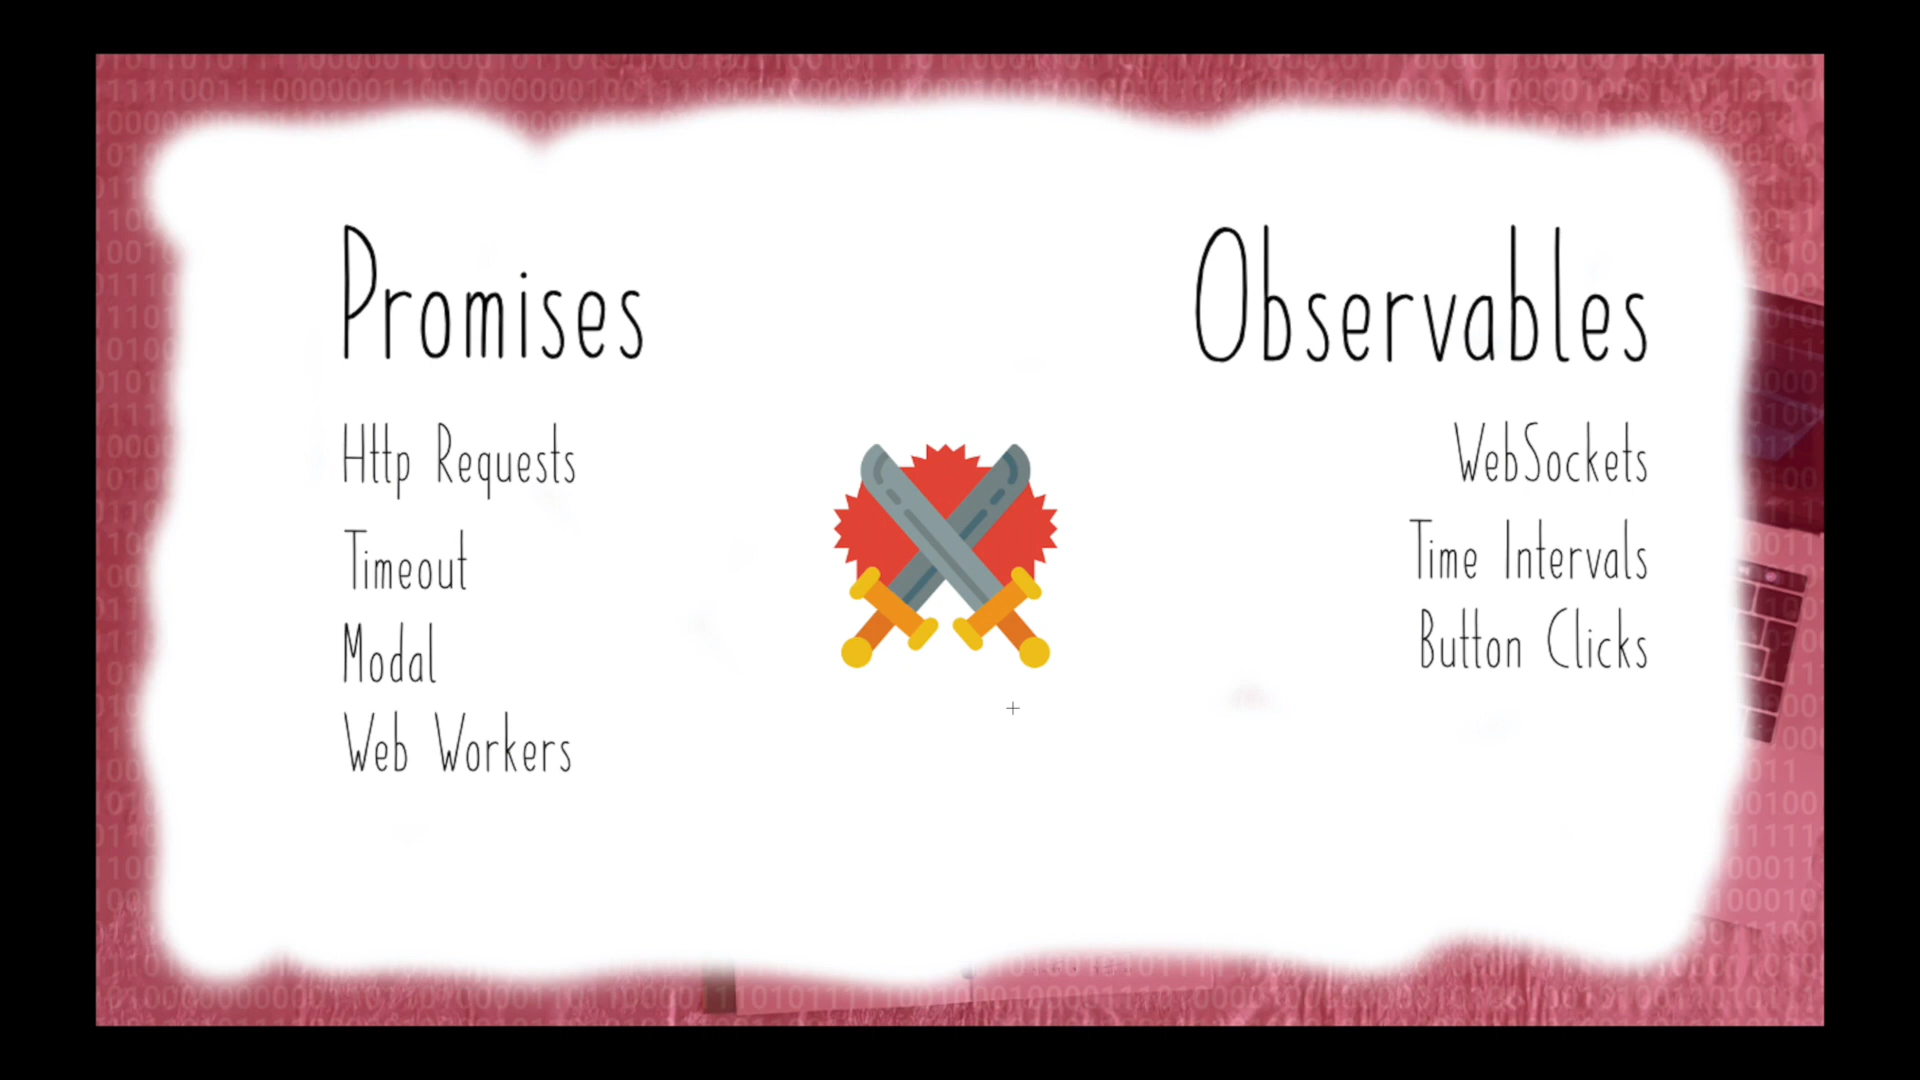 Promises
Http Requests
Timeout
Modal
Web Workers
Observables
WebSockets
Time Intervals
Button Clicks